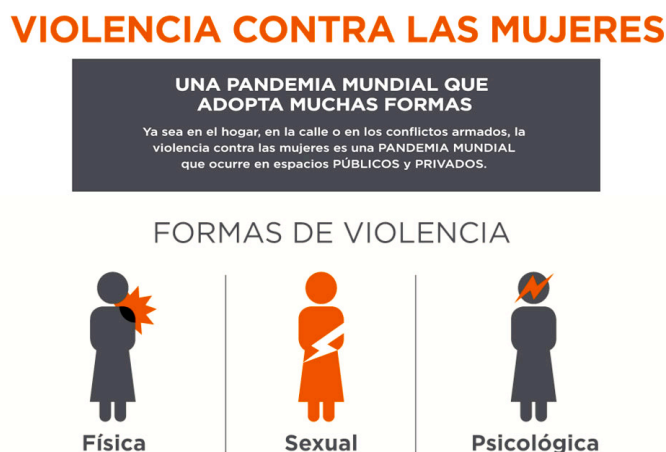 VIOLENCIA CONTRA LAS MUJERES
UNA PANDEMIA MUNDIAL QUE
ADOPTA MUCHAS FORMAS
Ya sea en el hogar, en la calle o en los conflictos armados, la
violencia contra las mujeres es una PANDEMIA MUNDIAL
que ocurre en espacios PÚBLICOS y PRIVADOS.
FORMAS DE VIOLENCIA
Física
Sexual
Psicológica